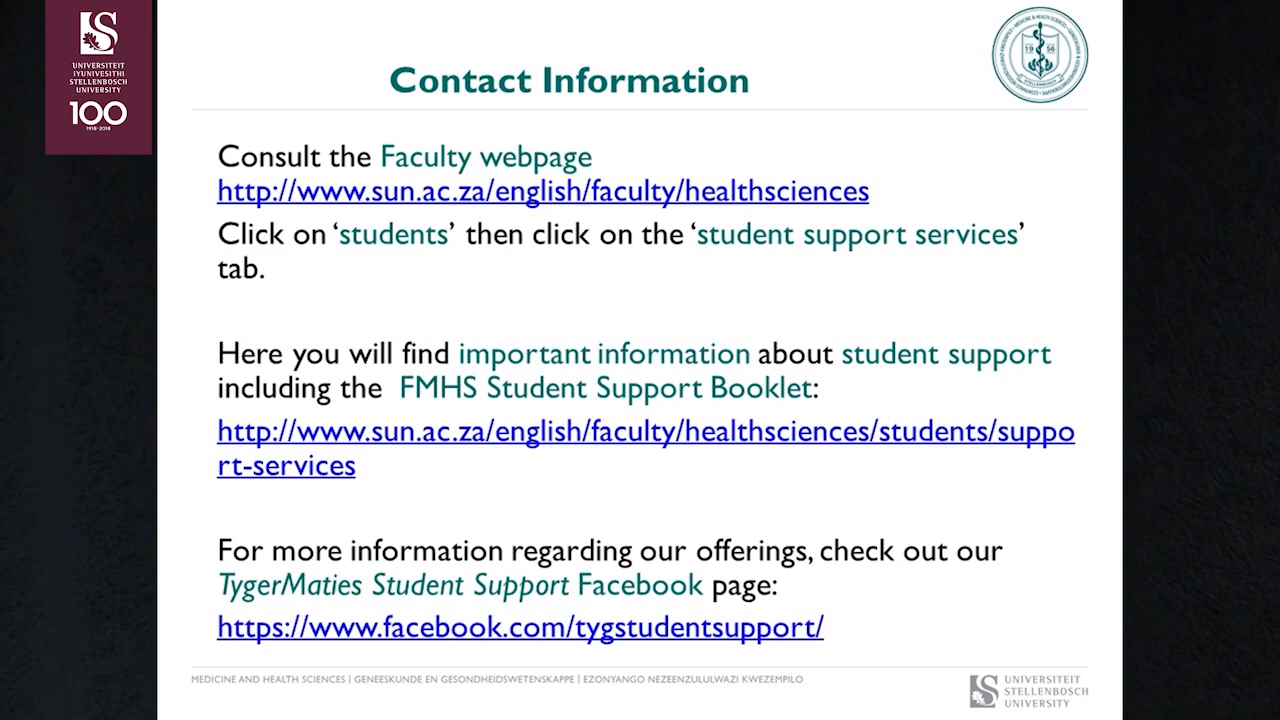 UNIVERSITEIT
IYUNIVESITHI
STELLENBOSCH
UNIVERSITY
100
1918-2018
Contact Information
1956
STELLENBOSCH
Consult the Faculty webpage
http://www.sun.ac.za/english/faculty/healthsciences
Click on ‘students’ then click on the ‘student support services’
tab.
Here you will find important information about student support
including the FMHS Student Support Booklet:
http://www.sun.ac.za/english/faculty/healthsciences/students/suppo
rt-services
For more information regarding our offerings, check out our
TygerMaties Student Support Facebook page:
https://www.facebook.com/tygstudentsupport/
MEDICINE AND HEALTH SCIENCES | GENEESKUNDE EN GESONDHEIDSWETENSKAPPE | EZONYANGO NEZEENZULULWAZI KWEZEMPILO
UNIVERSITEIT
STELLENBOSCH
UNIVERSITY